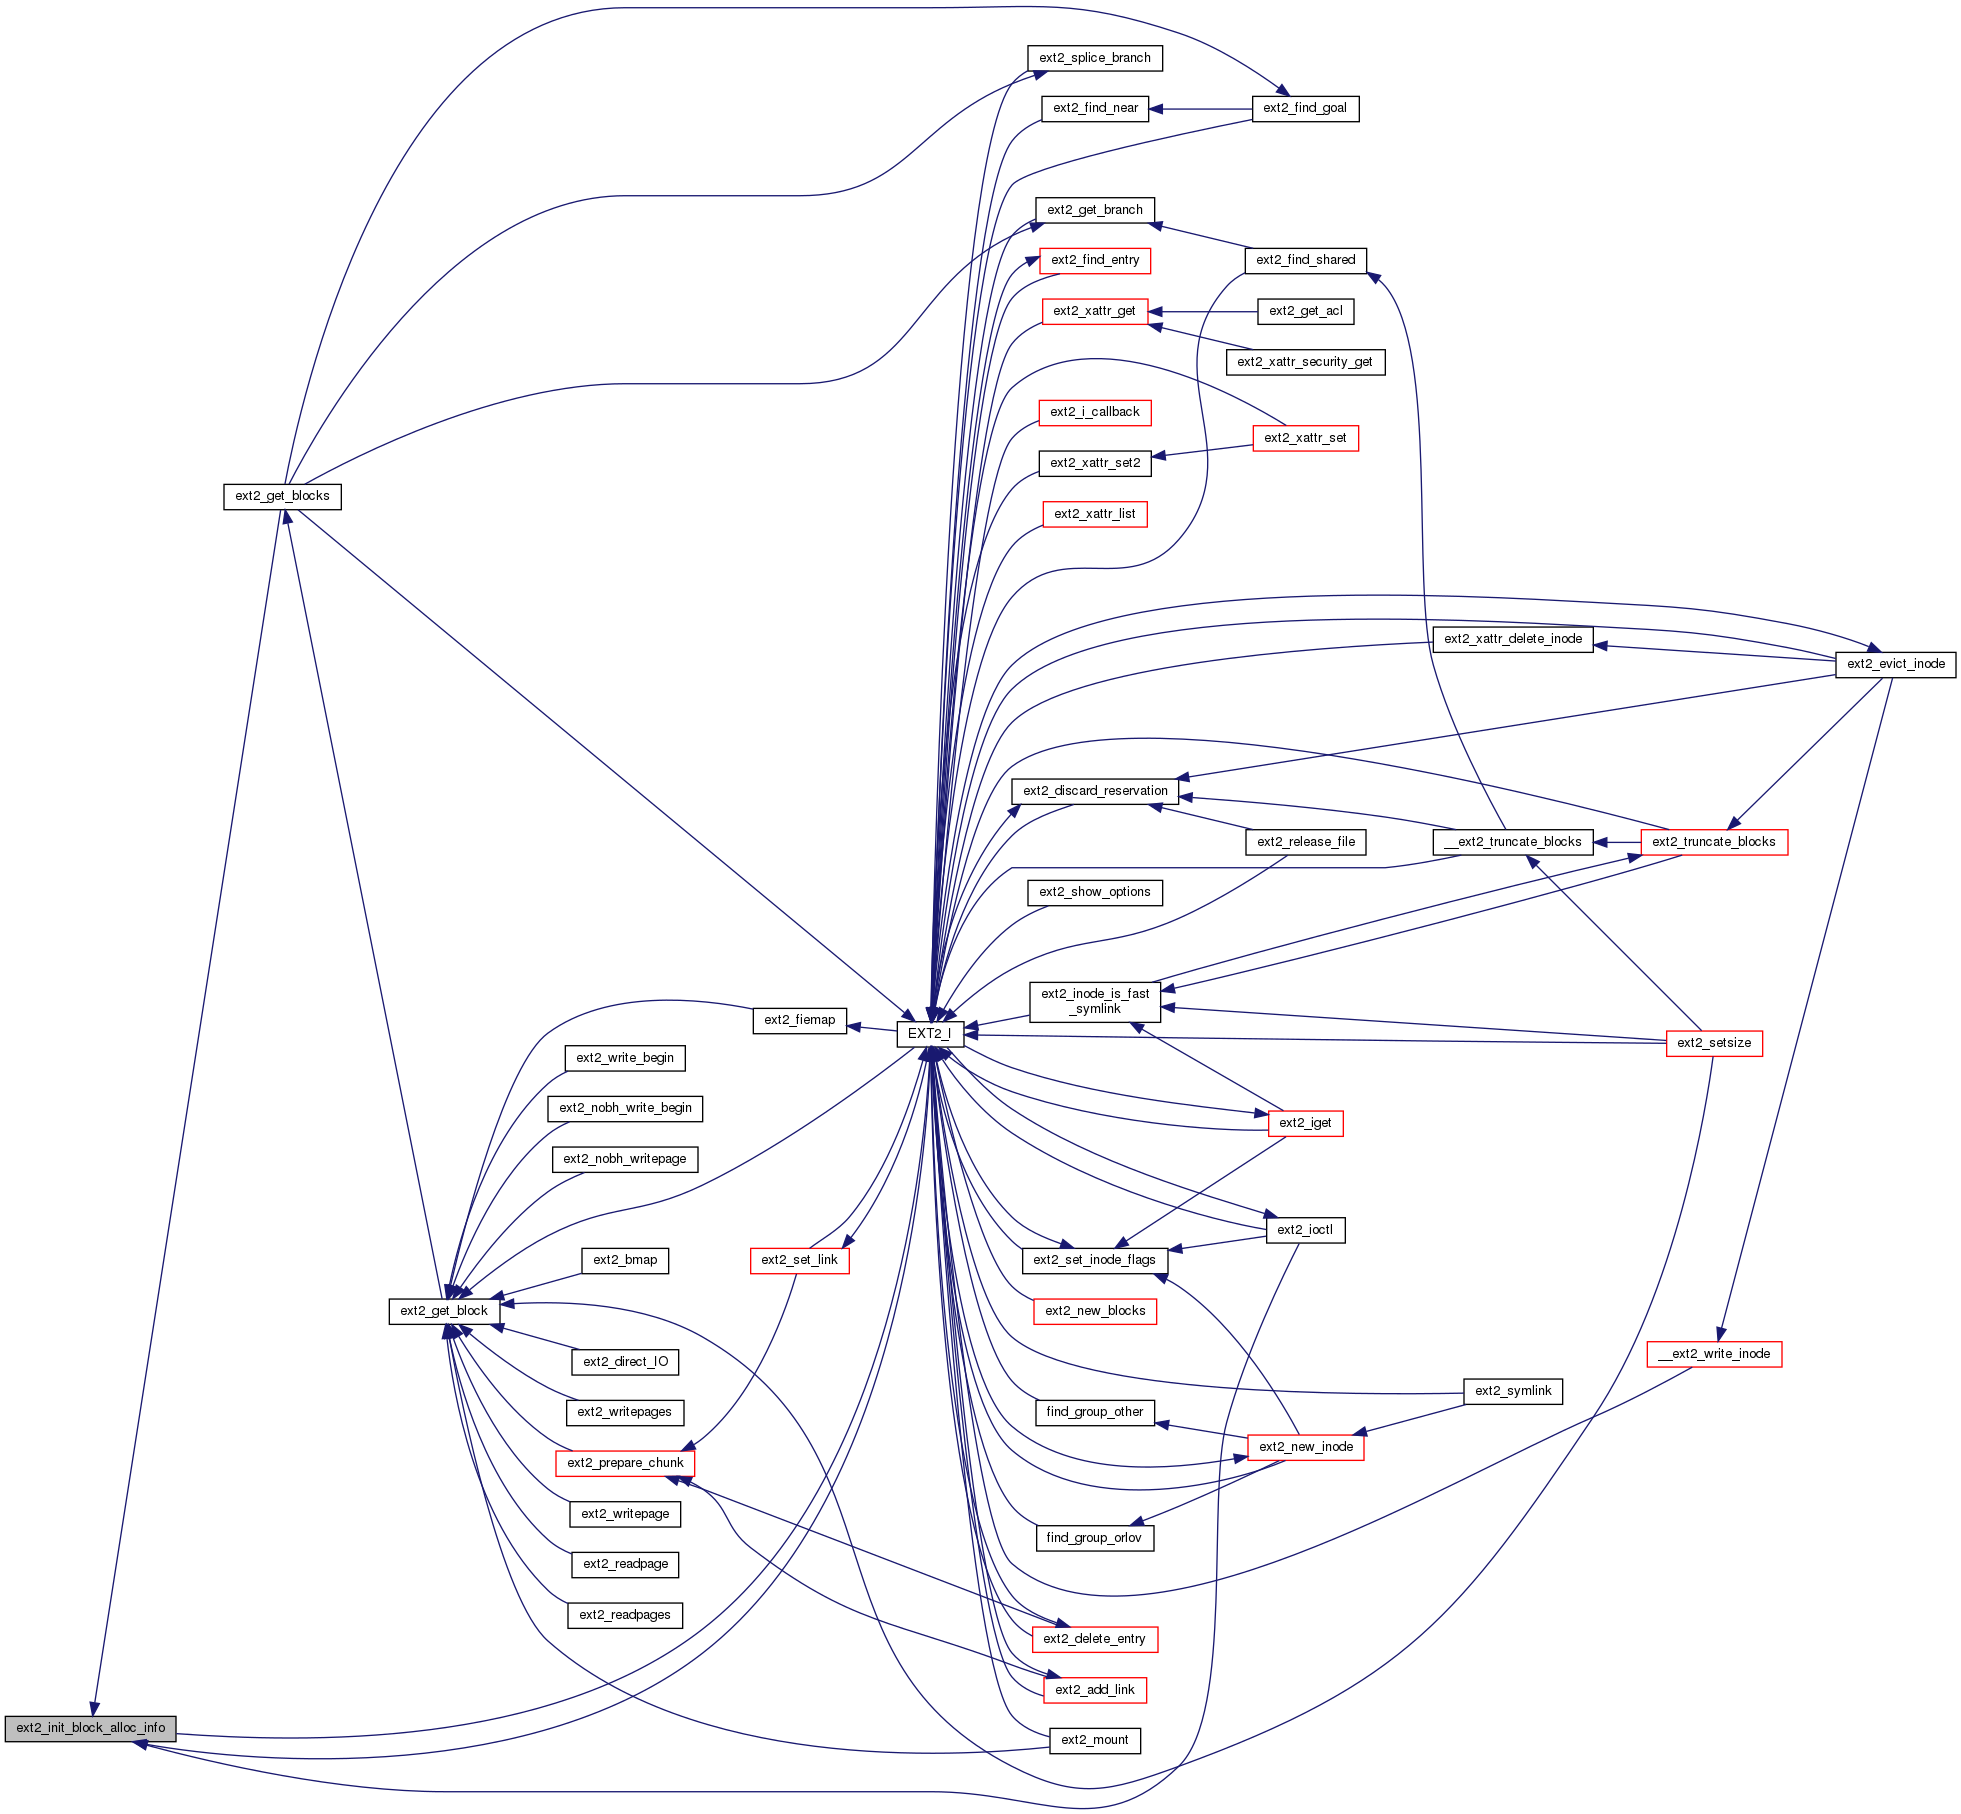 ext2_splice_branch
ext2_find_near
ext2_find_goal
ext2_get_branch
ext2_find_entry
ext2_find_shared
ext2_xattr_get
ext2_get_acl
ext2_xattr_security_get
ext2_i_callback
ext2_xattr_set
ext2_xattr_set2
ext2_get_blocks
ext2_xattr_list
ext2_xattr_delete_inode
ext2_evict_inode
ext2_discard_reservation
ext2_release_file
__ext2_truncate_blocks
ext2_truncate_blocks
ext2_show_options
ext2_inode_is_fast
_symlink
ext2_fiemap
EXT2_I
ext2_setsize
ext2_write_begin
ext2_nobh_write_begin
ext2_iget
ext2_nobh_writepage
ext2_ioctl
ext2_bmap
ext2_set_link
ext2_set_inode_flags
ext2_get_block
ext2_new_blocks
ext2_direct_IO
__ext2_write_inode
ext2_symlink
ext2_writepages
find_group_other
ext2_new_inode
ext2_prepare_chunk
ext2_writepage
find_group_orlov
ext2_readpage
ext2_readpages
ext2_delete_entry
ext2_add_link
ext2_init_block_alloc_info
ext2_mount